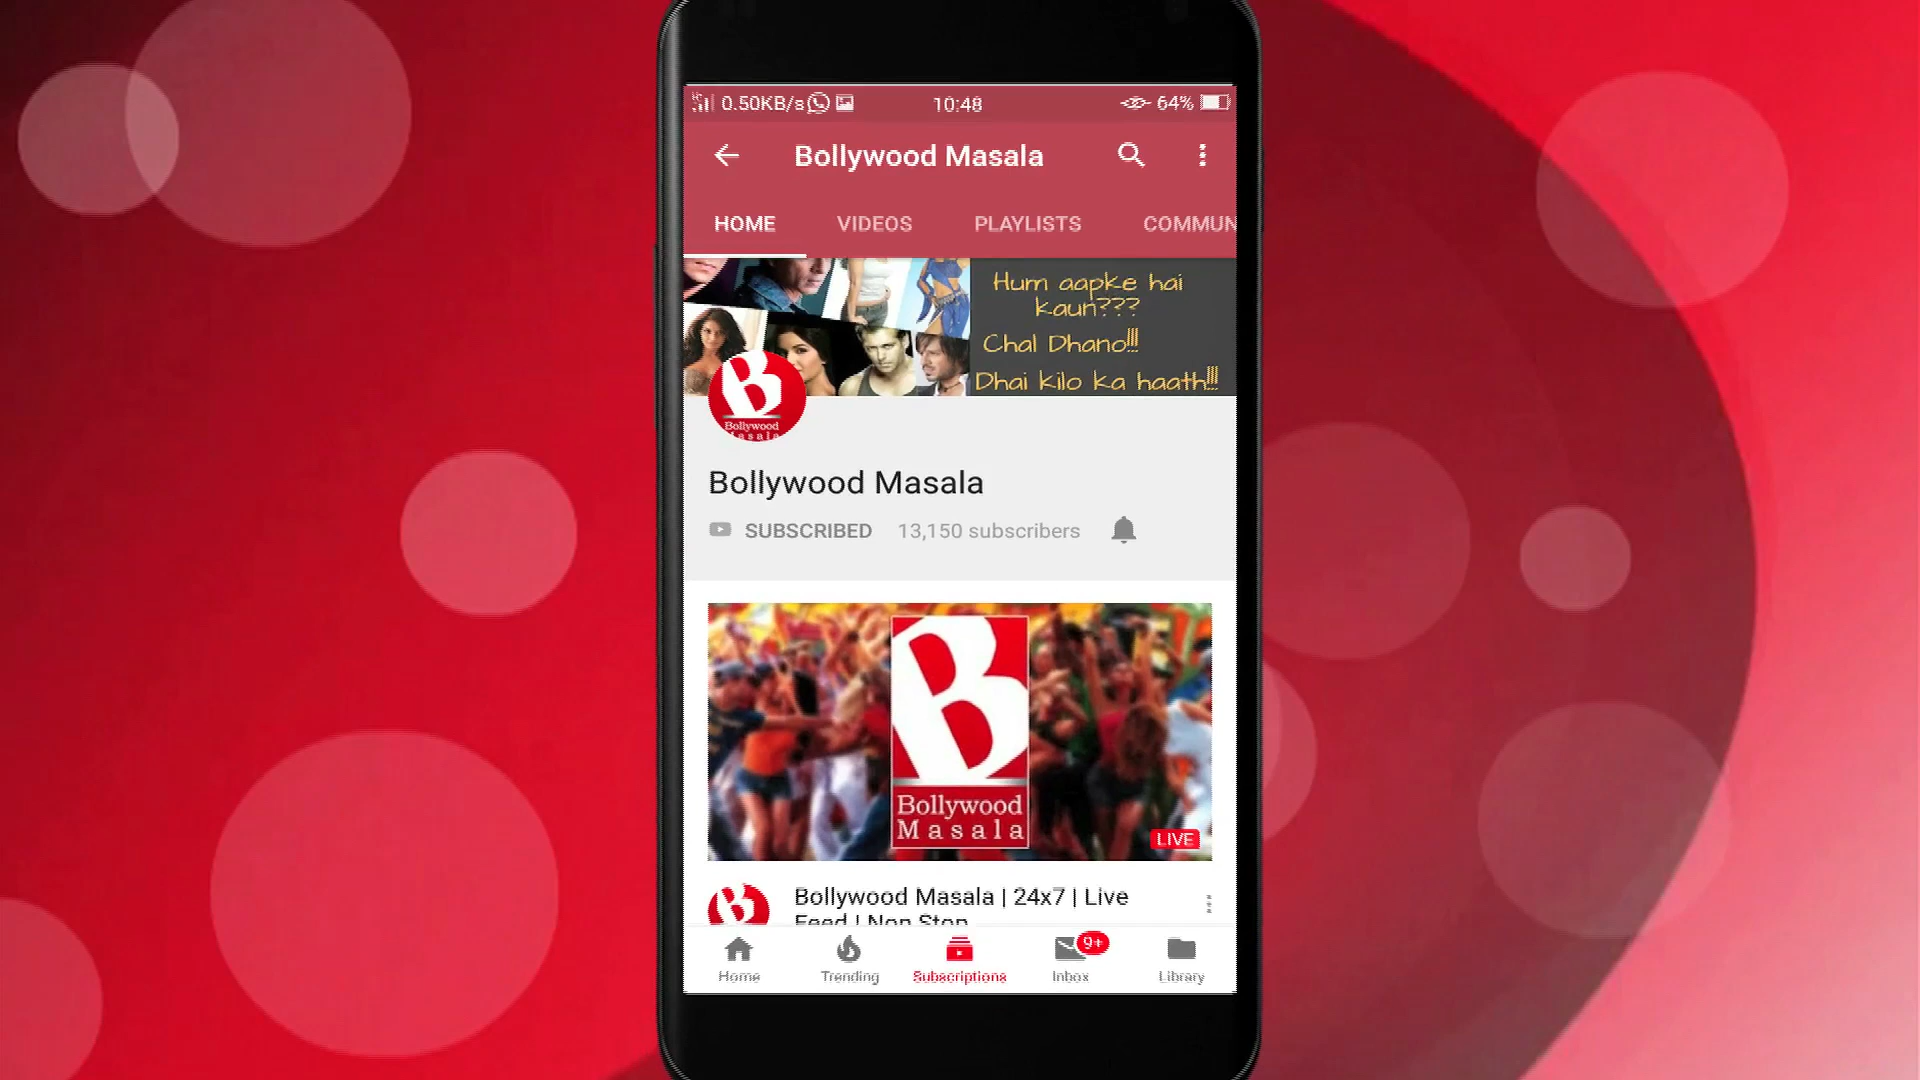 0.50KB/s
10:48
64%
Bollywood Masala
HOME
VIDEOS
PLAYLISTS
COMMUN
Hum aapke hai
kaun???
Chal Dhano!!!
Dhai kilo ka haath!!!
Bollywood
Masala
Bollywood Masala
SUBSCRIBED
13,150 subscribers
Bollywood
Masala
LIVE
Bollywood Masala | 24x7 | Live
Feed | Non Stop
9+
Home
Trending
Subscriptions
Inbox
Library